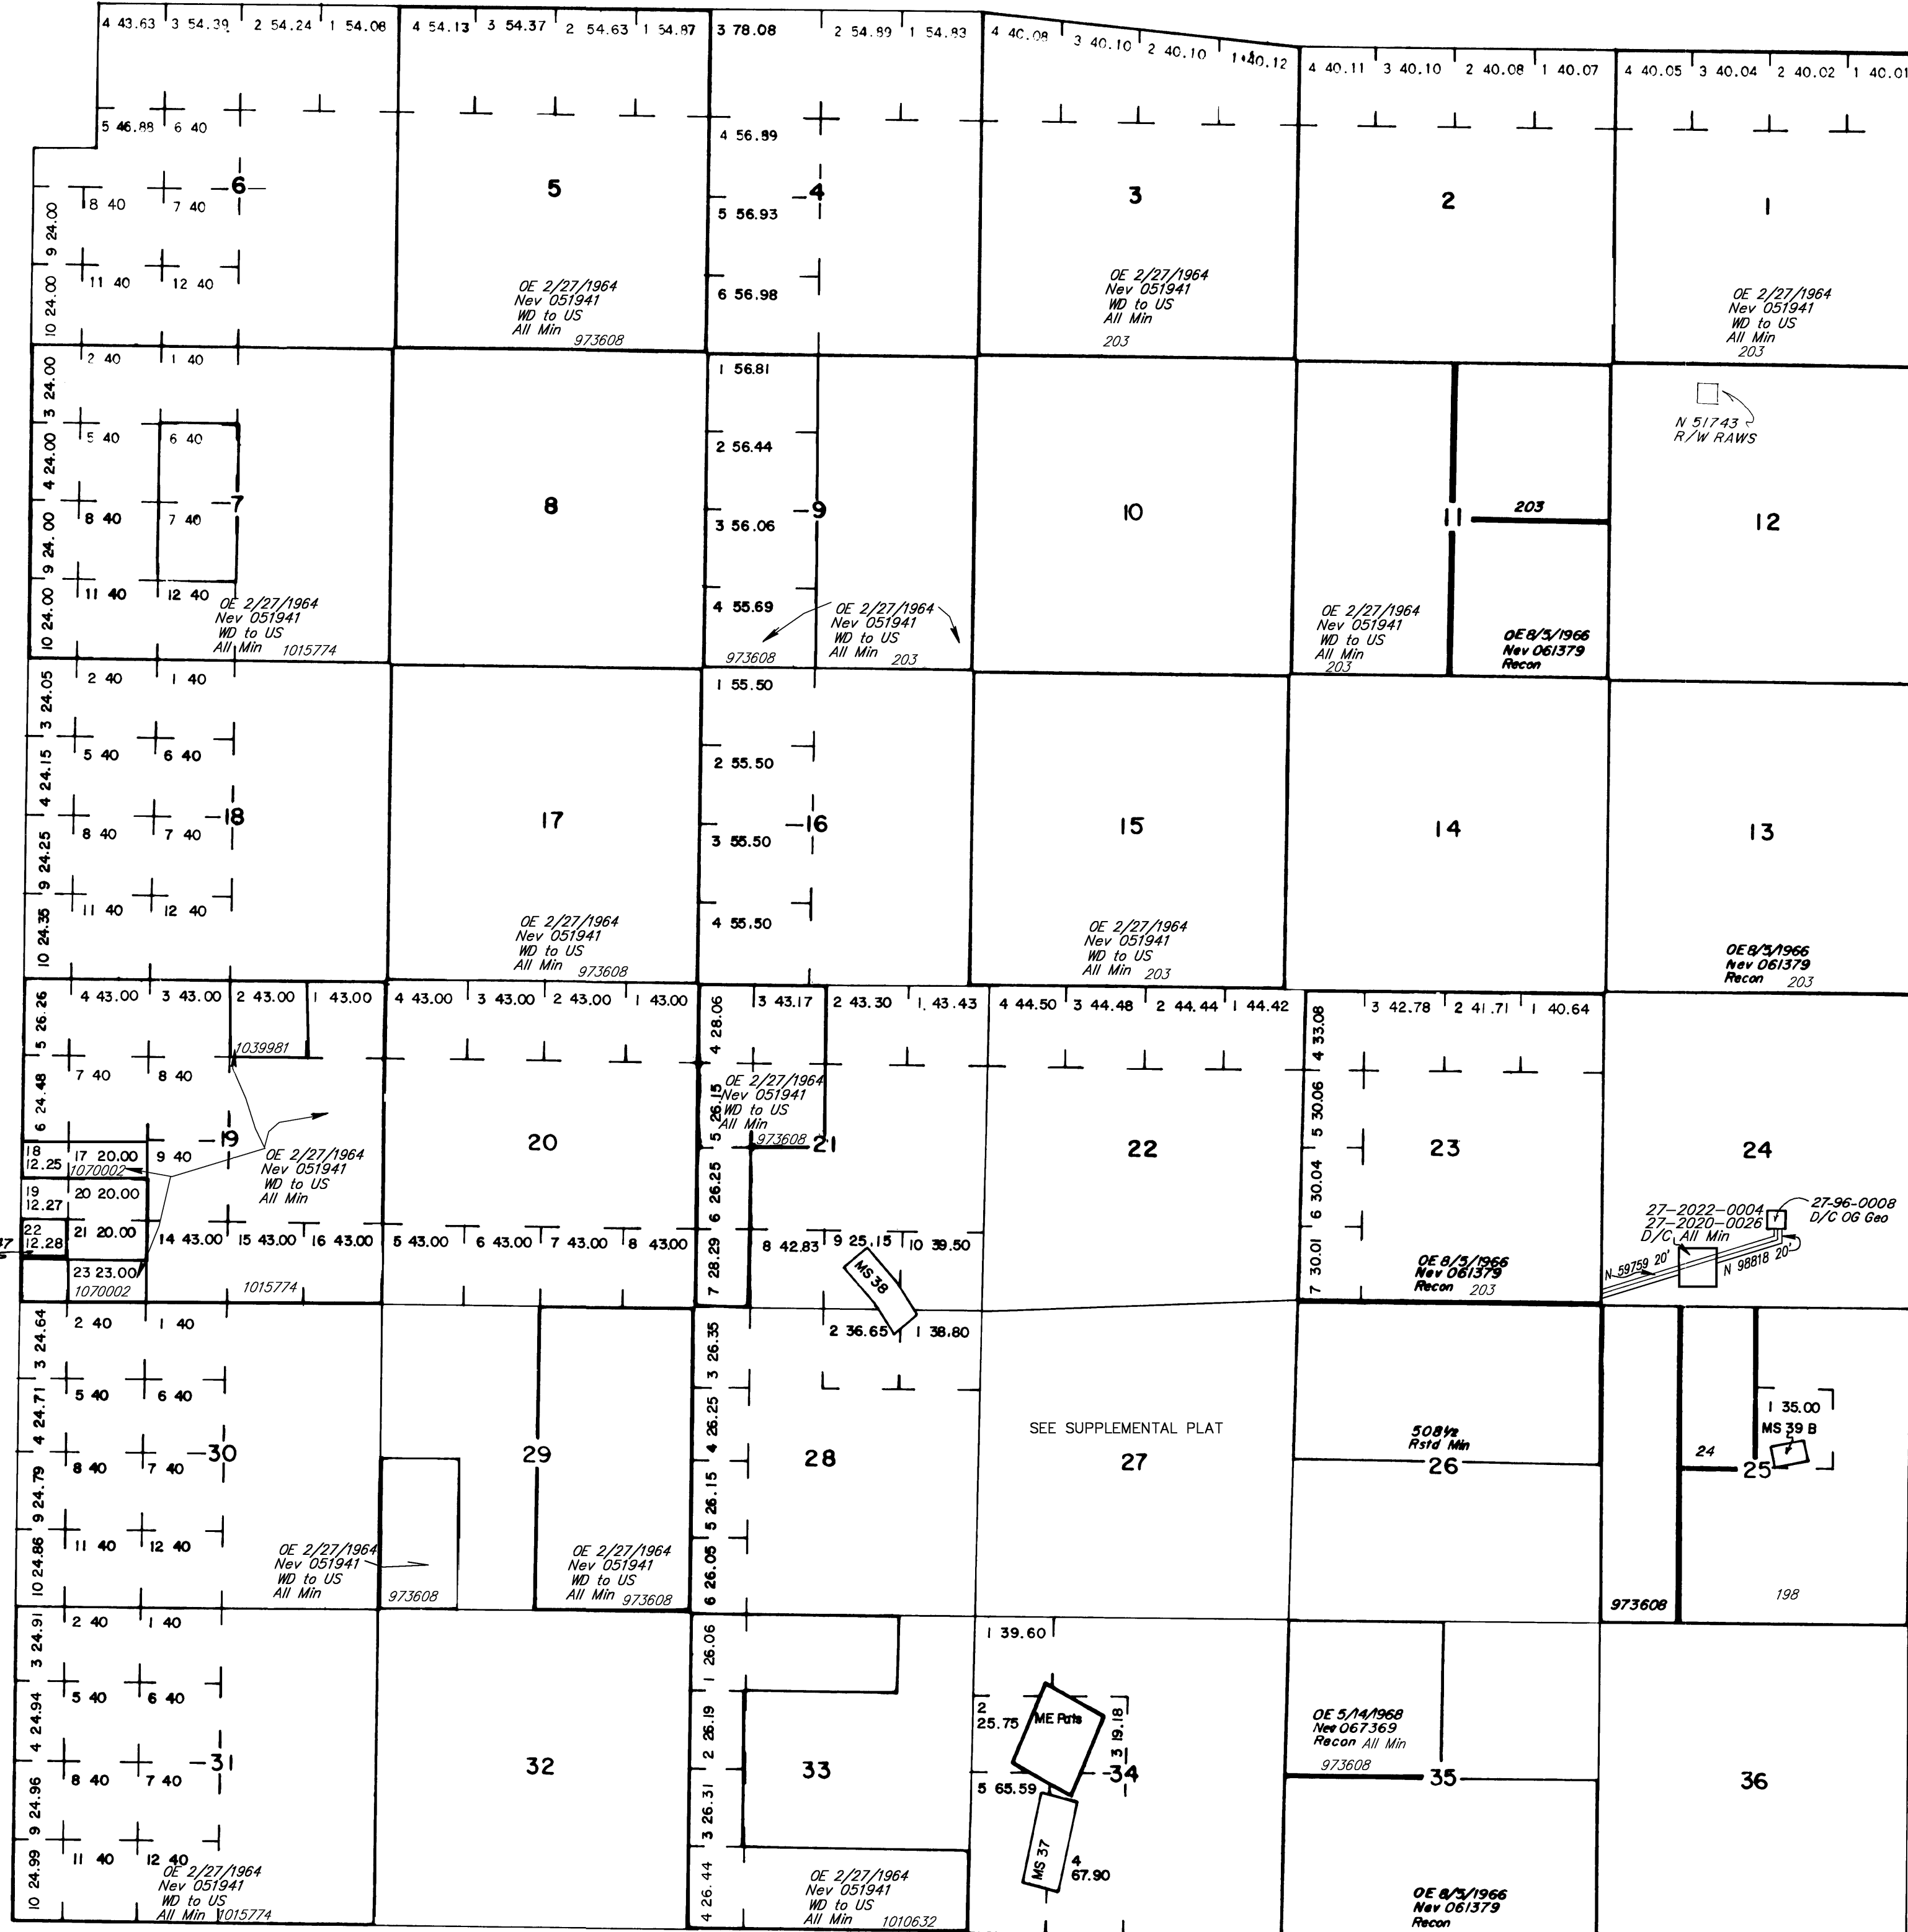 4 43.63 3 54.39 2 54.24 1 54.08 4 54.13 3 54.37 2 54.63 1 54.87 3 78.08 2 54.89 1 54.83 4 40.08 3 40.10 2 40.10 1 40.12 4 40.11 3 40.10 2 40.08 1 40.07 4 40.05 3 40.04 2 40.02 1 40.01
5 46.88 6 40
8 40 7 40
9 24.00
11 40 12 40
10 24.00
6
5
OE 2/27/1964
Nev 051941
WD to US
All Min
973608
4 56.89
5 56.93
6 56.98
4
3
OE 2/27/1964
Nev 051941
WD to US
All Min
203
2
1
OE 2/27/1964
Nev 051941
WD to US
All Min
203
3 24.00
2 40 1 40
4 24.00
5 40 6 40
9 24.00
8 40 7 40
10 24.00
11 40 12 40
7
OE 2/27/1964
Nev 051941
WD to US
All Min 1015774
8
1 56.81
2 56.44
3 56.06
4 55.69
9
973608
OE 2/27/1964
Nev 051941
WD to US
All Min 203
10
11
203
OE 2/27/1964
Nev 051941
WD to US
All Min
203
OE 8/5/1966
Nev 061379
Recon
N 51743
R/W RAWS
12
3 24.05
2 40 1 40
4 24.15
5 40 6 40
9 24.25
8 40 7 40
10 24.35
11 40 12 40
18
17
OE 2/27/1964
Nev 051941
WD to US
All Min 973608
1 55.50
2 55.50
3 55.50
4 55.50
16
15
OE 2/27/1964
Nev 051941
WD to US
All Min 203
14
13
OE 8/5/1966
Nev 061379
Recon 203
5 26.26
4 43.00 3 43.00 2 43.00 1 43.00
1039981
6 24.48
7 40 8 40
19
18
12.25
17 20.00
1070002
9 40
19
12.27
20 20.00
22
12.28
21 20.00
23 23.00
1070002
14 43.00 15 43.00 16 43.00
OE 2/27/1964
Nev 051941
WD to US
All Min
1015774
4 43.00 3 43.00 2 43.00 1 43.00
20
5 43.00 6 43.00 7 43.00 8 43.00
4 28.06
5 26.15
6 26.25
7 28.29
3 43.17 2 43.30 1 43.43
OE 2/27/1964
Nev 051941
WD to US
All Min
973608
21
8 42.83 9 25.15 10 39.50
MS 38
4 44.50 3 44.48 2 44.44 1 44.42
22
4 33.08
5 30.06
6 30.04
7 30.01
3 42.78 2 41.71 1 40.64
23
OE 8/5/1966
Nev 061379
Recon 203
24
27-2022-0004
27-2020-0026
D/C All Min
27-96-0008
D/C OG Geo
N 59759 20'
N 98818 20'
3 24.64
2 40 1 40
4 24.71
5 40 6 40
9 24.79
8 40 7 40
10 24.86
11 40 12 40
30
OE 2/27/1964
Nev 051941
WD to US
All Min
973608
29
OE 2/27/1964
Nev 051941
WD to US
All Min 973608
3 26.35
4 26.25
5 26.15
6 26.05
2 36.65 1 38.80
28
SEE SUPPLEMENTAL PLAT
27
508½
Rstd Min
26
973608
24
25
1 35.00
MS 39 B
198
3 24.91
2 40 1 40
4 24.94
5 40 6 40
9 24.96
8 40 7 40
10 24.99
11 40 12 40
31
OE 2/27/1964
Nev 051941
WD to US
All Min 1015774
32
1 26.06
2 26.19
3 26.31
4 26.44
33
OE 2/27/1964
Nev 051941
WD to US
All Min 1010632
1 39.60
2
25.75
ME Pats
3 19.18
34
5 65.59
MS 37
4
67.90
OE 5/14/1968
Nev 067369
Recon All Min
973608
35
OE 8/5/1966
Nev 061379
Recon
36